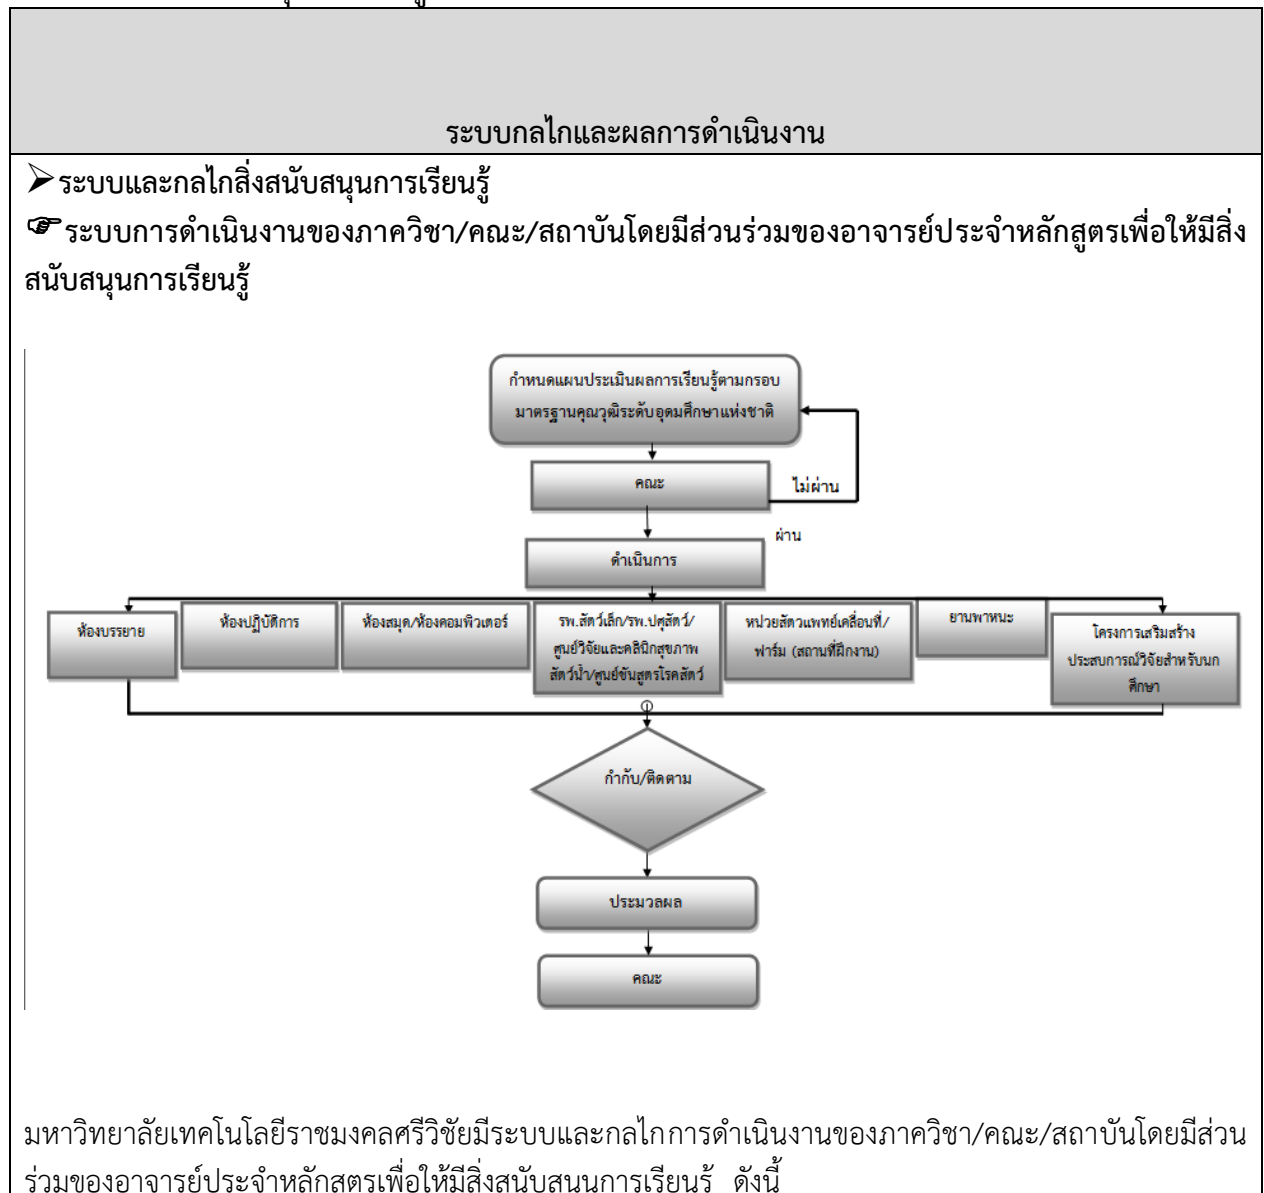 ระบบกลไกและผลการดำเนินงาน
➢ระบบและกลไกสิ่งสนับสนุนการเรียนรู้
☞ระบบการดำเนินงานของภาควิชา/คณะ/สถาบันโดยมีส่วนร่วมของอาจารย์ประจำหลักสูตรเพื่อให้มีสิ่ง
สนับสนุนการเรียนรู้
กำหนดแผนประเมินผลการเรียนรู้ตามกรอบ
มาตรฐานคุณวุฒิระดับอุดมศึกษาแห่งชาติ
คณะ
ไม่ผ่าน
ผ่าน
ดำเนินการ
ห้องบรรยาย
ห้องปฏิบัติการ
ห้องสมุด/ห้องคอมพิวเตอร์
รพ.สัตว์เล็ก/รพ.ปศุสัตว์/
ศูนย์วิจัยและคลินิกสุขภาพ
สัตว์น้ำ/ศูนย์ชันสูตรโรคสัตว์
หน่วยสัตวแพทย์เคลื่อนที่/
ฟาร์ม (สถานที่ฝึกงาน)
ยานพาหนะ
โครงการเสริมสร้าง
ประสบการณ์วิจัยสำหรับนก
ศึกษา
กำกับ/ติดตาม
ประมวลผล
คณะ
มหาวิทยาลัยเทคโนโลยีราชมงคลศรีวิชัยมีระบบและกลไกการดำเนินงานของภาควิชา/คณะ/สถาบันโดยมีส่วน
ร่วมของอาจารย์ประจำหลักสูตรเพื่อให้มีสิ่งสนับสนุนการเรียนรู้ ดังนี้